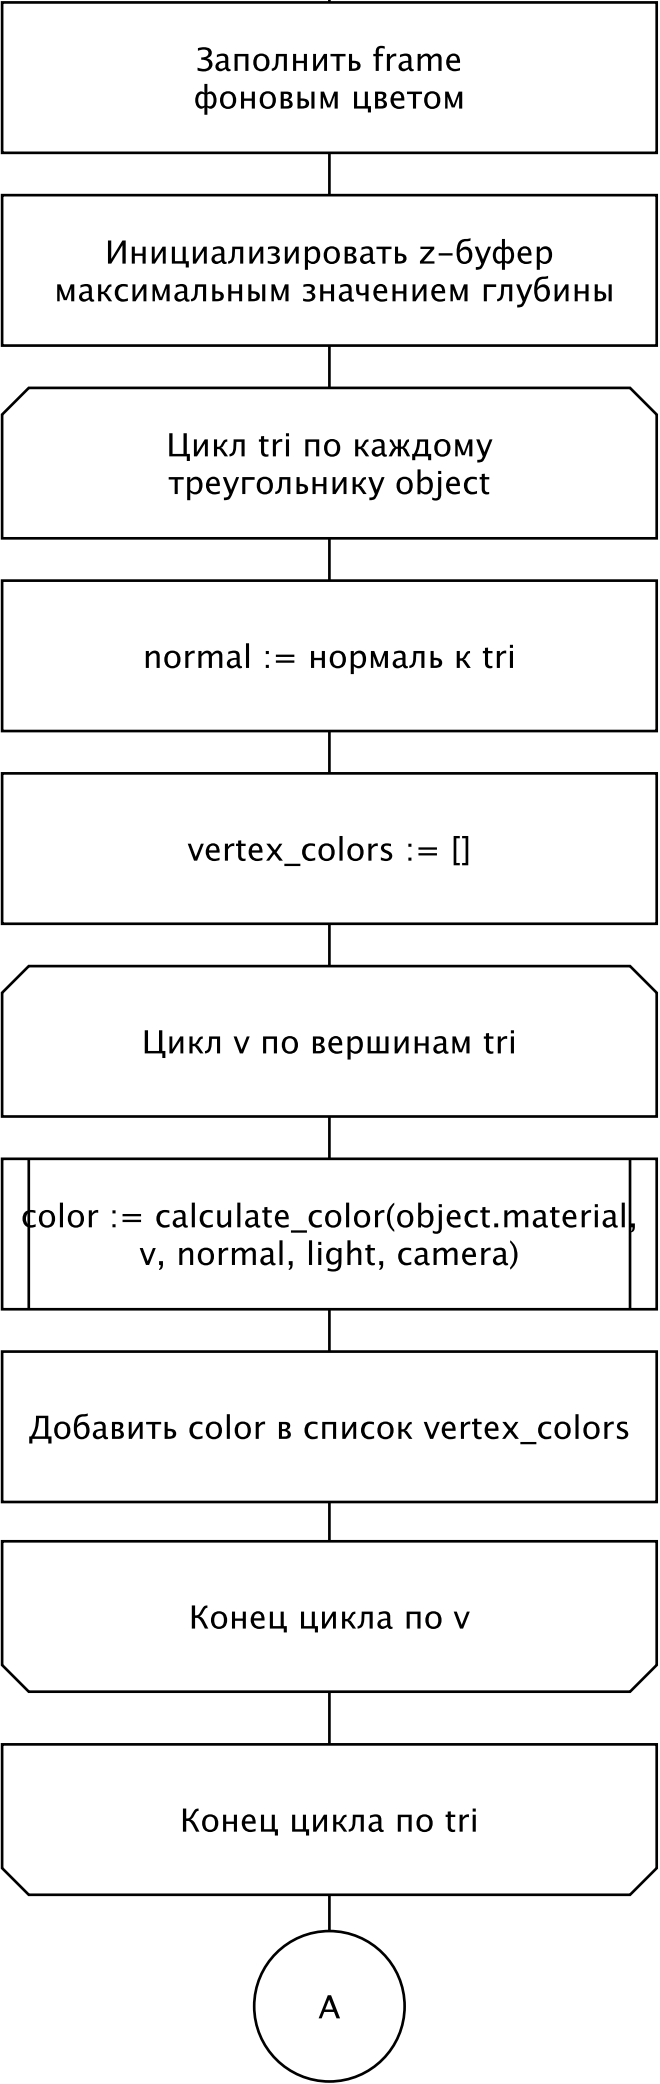 Заполнить frame
фоновым цветом
Инициализировать z-буфер
максимальным значением глубины
Цикл tri по каждому
треугольнику object
normal := нормаль к tri
vertex_colors := []
Цикл v по вершинам tri
color := calculate_color(object.material,
v, normal, light, camera)
Добавить color в список vertex_colors
Конец цикла по v
Конец цикла по tri
A